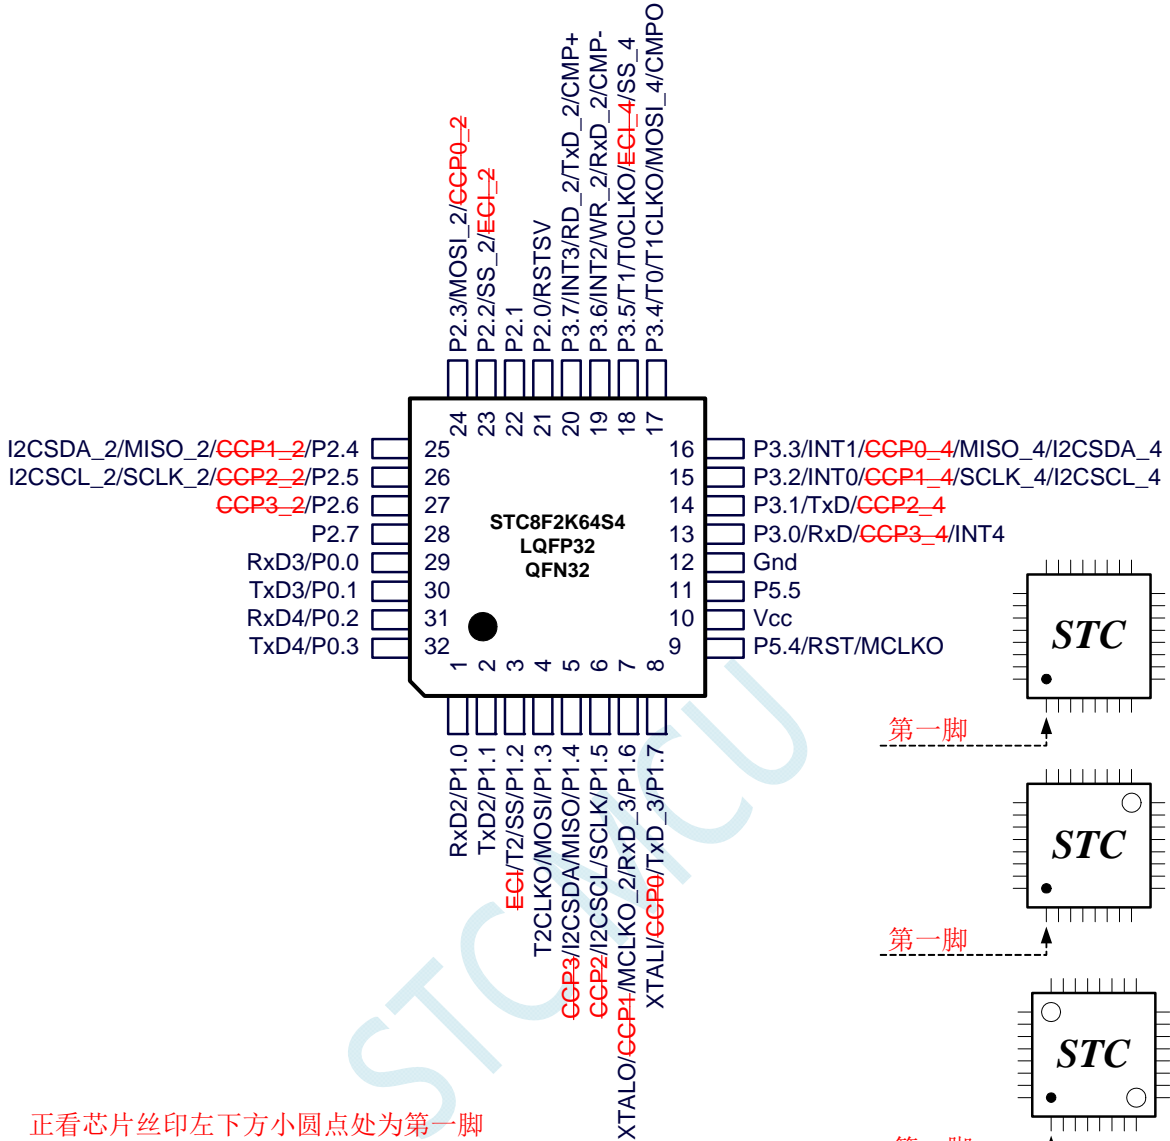 P2.3/MOSI_2/CCP0_2
P2.2/SS_2/ECI_2
P2.1
P2.0/RSTSV
P3.7/INT3/RD_2/TxD_2/CMP+
P3.6/INT2/WR_2/RxD_2/CMP-
P3.5/T1/T0CLKO/ECI_4/SS_4
P3.4/T0/T1CLKO/MOSI_4/CMPO
24 23 22 21 20 19 18 17
I2CSDA_2/MISO_2/CCP1_2/P2.4 25
I2CSCL_2/SCLK_2/CCP2_2/P2.5 26
CCP3_2/P2.6 27
P2.7 28
RxD3/P0.0 29
TxD3/P0.1 30
RxD4/P0.2 31
TxD4/P0.3 32
STC8F2K64S4
LQFP32
QFN32
16 P3.3/INT1/CCP0_4/MISO_4/I2CSDA_4
15 P3.2/INT0/CCP1_4/SCLK_4/I2CSCL_4
14 P3.1/TxD/CCP2_4
13 P3.0/RxD/CCP3_4/INT4
12 Gnd
11 P5.5
10 Vcc
9 P5.4/RST/MCLKO
1 2 3 4 5 6 7 8
RxD2/P1.0
TxD2/P1.1
ECI/T2/SS/P1.2
T2CLKO/MOSI/P1.3
CCP3/I2CSDA/MISO/P1.4
CCP2/I2CSCL/SCLK/P1.5
XTALO/CCP1/MCLKO_2/RxD_3/P1.6
XTALI/CCP0/TxD_3/P1.7
STC
第一脚
STC
第一脚
STC
第一脚
STC MCU
正看芯片丝印左下方小圆点处为第一脚